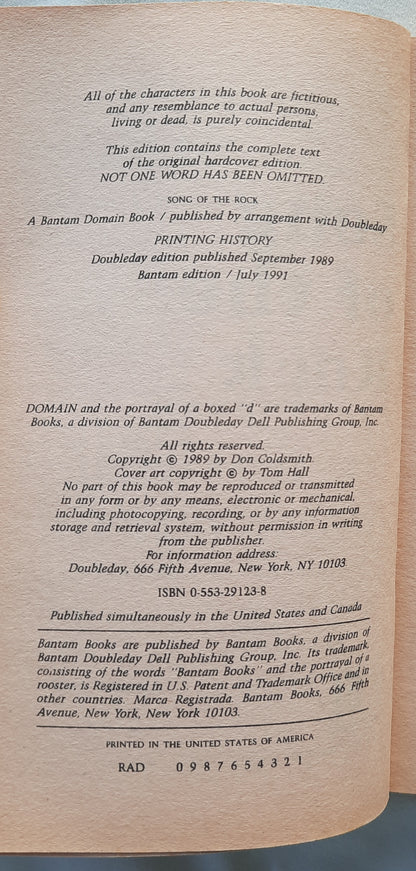 All of the characters in this book are fictitious,
and any resemblance to actual persons,
living or dead, is purely coincidental.
This edition contains the complete text
of the original hardcover edition.
NOT ONE WORD HAS BEEN OMITTED.
SONG OF THE ROCK
A Bantam Domain Book / published by arrangement with Doubleday
PRINTING HISTORY
Doubleday edition published September 1989
Bantam edition / July 1991
DOMAIN and the portrayal of a boxed "d" are trademarks of Bantam
Books, a division of Bantam Doubleday Dell Publishing Group, Inc.
All rights reserved.
Copyright © 1989 by Don Coldsmith.
Cover art copyright © by Tom Hall
No part of this book may be reproduced or transmitted
in any form or by any means, electronic or mechanical,
including photocopying, recording, or by any information
storage and retrieval system, without permission in writing
from the publisher.
For information address:
Doubleday, 666 Fifth Avenue, New York, NY 10103.
ISBN 0-553-29123-8
Published simultaneously in the United States and Canada
Bantam Books are published by Bantam Books, a division of
Bantam Doubleday Dell Publishing Group, Inc. Its trademark,
consisting of the words "Bantam Books" and the portrayal of a
rooster, is Registered in U.S. Patent and Trademark Office and in
other countries. Marca Registrada. Bantam Books, 666 Fifth
Avenue, New York, New York 10103.
PRINTED IN THE UNITED STATES OF AMERICA
RAD 0 9 8 7 6 5 4 3 2 1